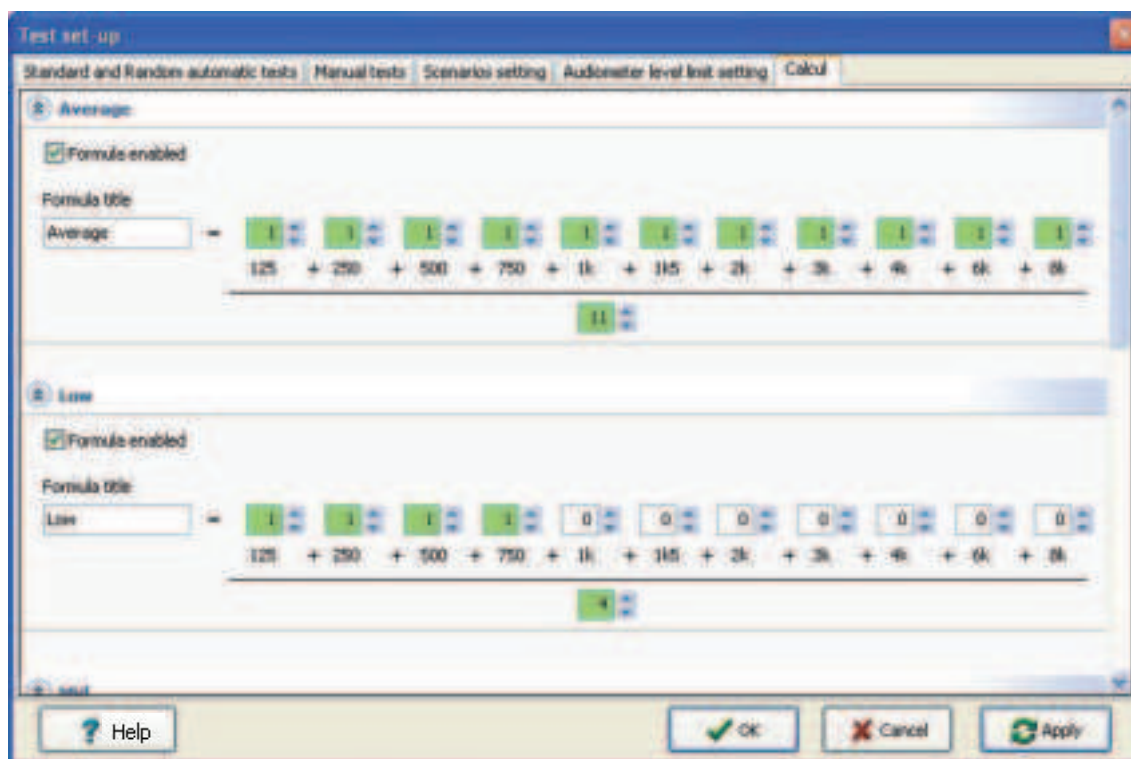 Test set-up
Standard and Random automatic tests Manual tests Scenarios setting Audiometer level limit setting Calcul
Average
Formula enabled
Formula title
Average = 1 1 1 1 1 1 1 1 1 1 1
125 + 250 + 500 + 750 + 1k + 1k5 + 2k + 3k + 4k + 6k + 8k
11
Low
Formula enabled
Formula title
Low = 1 1 1 1 0 0 0 0 0 0 0
125 + 250 + 500 + 750 + 1k + 1k5 + 2k + 3k + 4k + 6k + 8k
4
? Help OK Cancel Apply